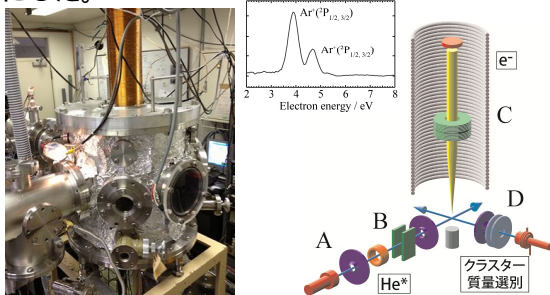 Ar⁺(²P₁/₂, ₃/₂)
Ar⁺(²P₁/₂, ₃/₂)
2 3 4 5 6 7 8
Electron energy / eV
e⁻
C
D
B
A
He*
クラスター
質量選別